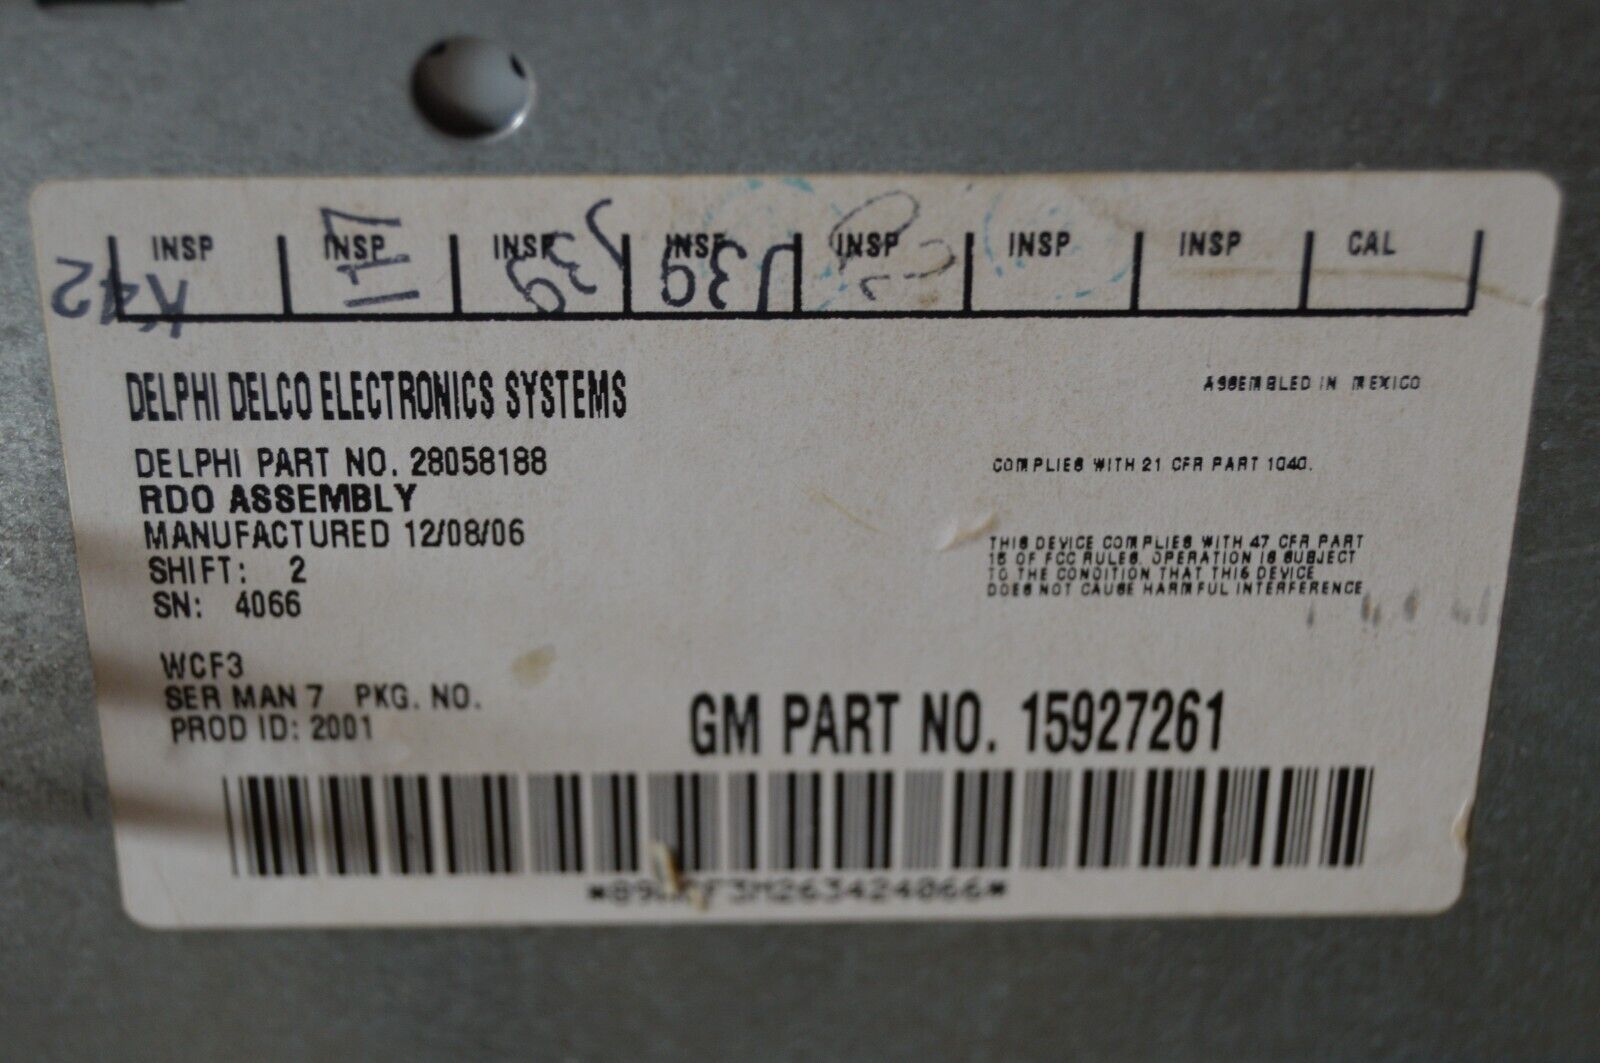 INSP INSP INSP INSP INSP INSP INSP CAL
K42 J39 J39
DELPHI DELCO ELECTRONICS SYSTEMS
ASSEMBLED IN MEXICO
DELPHI PART NO. 28058188
COMPLIES WITH 21 CFR PART 1040.
RDO ASSEMBLY
MANUFACTURED 12/08/06
THIS DEVICE COMPLIES WITH 47 CFR PART
15 OF FCC RULES. OPERATION IS SUBJECT
TO THE CONDITION THAT THIS DEVICE
DOES NOT CAUSE HARMFUL INTERFERENCE
SHIFT: 2
SN: 4066
WCF3
SER MAN 7 PKG. NO.
PROD ID: 2001
GM PART NO. 15927261